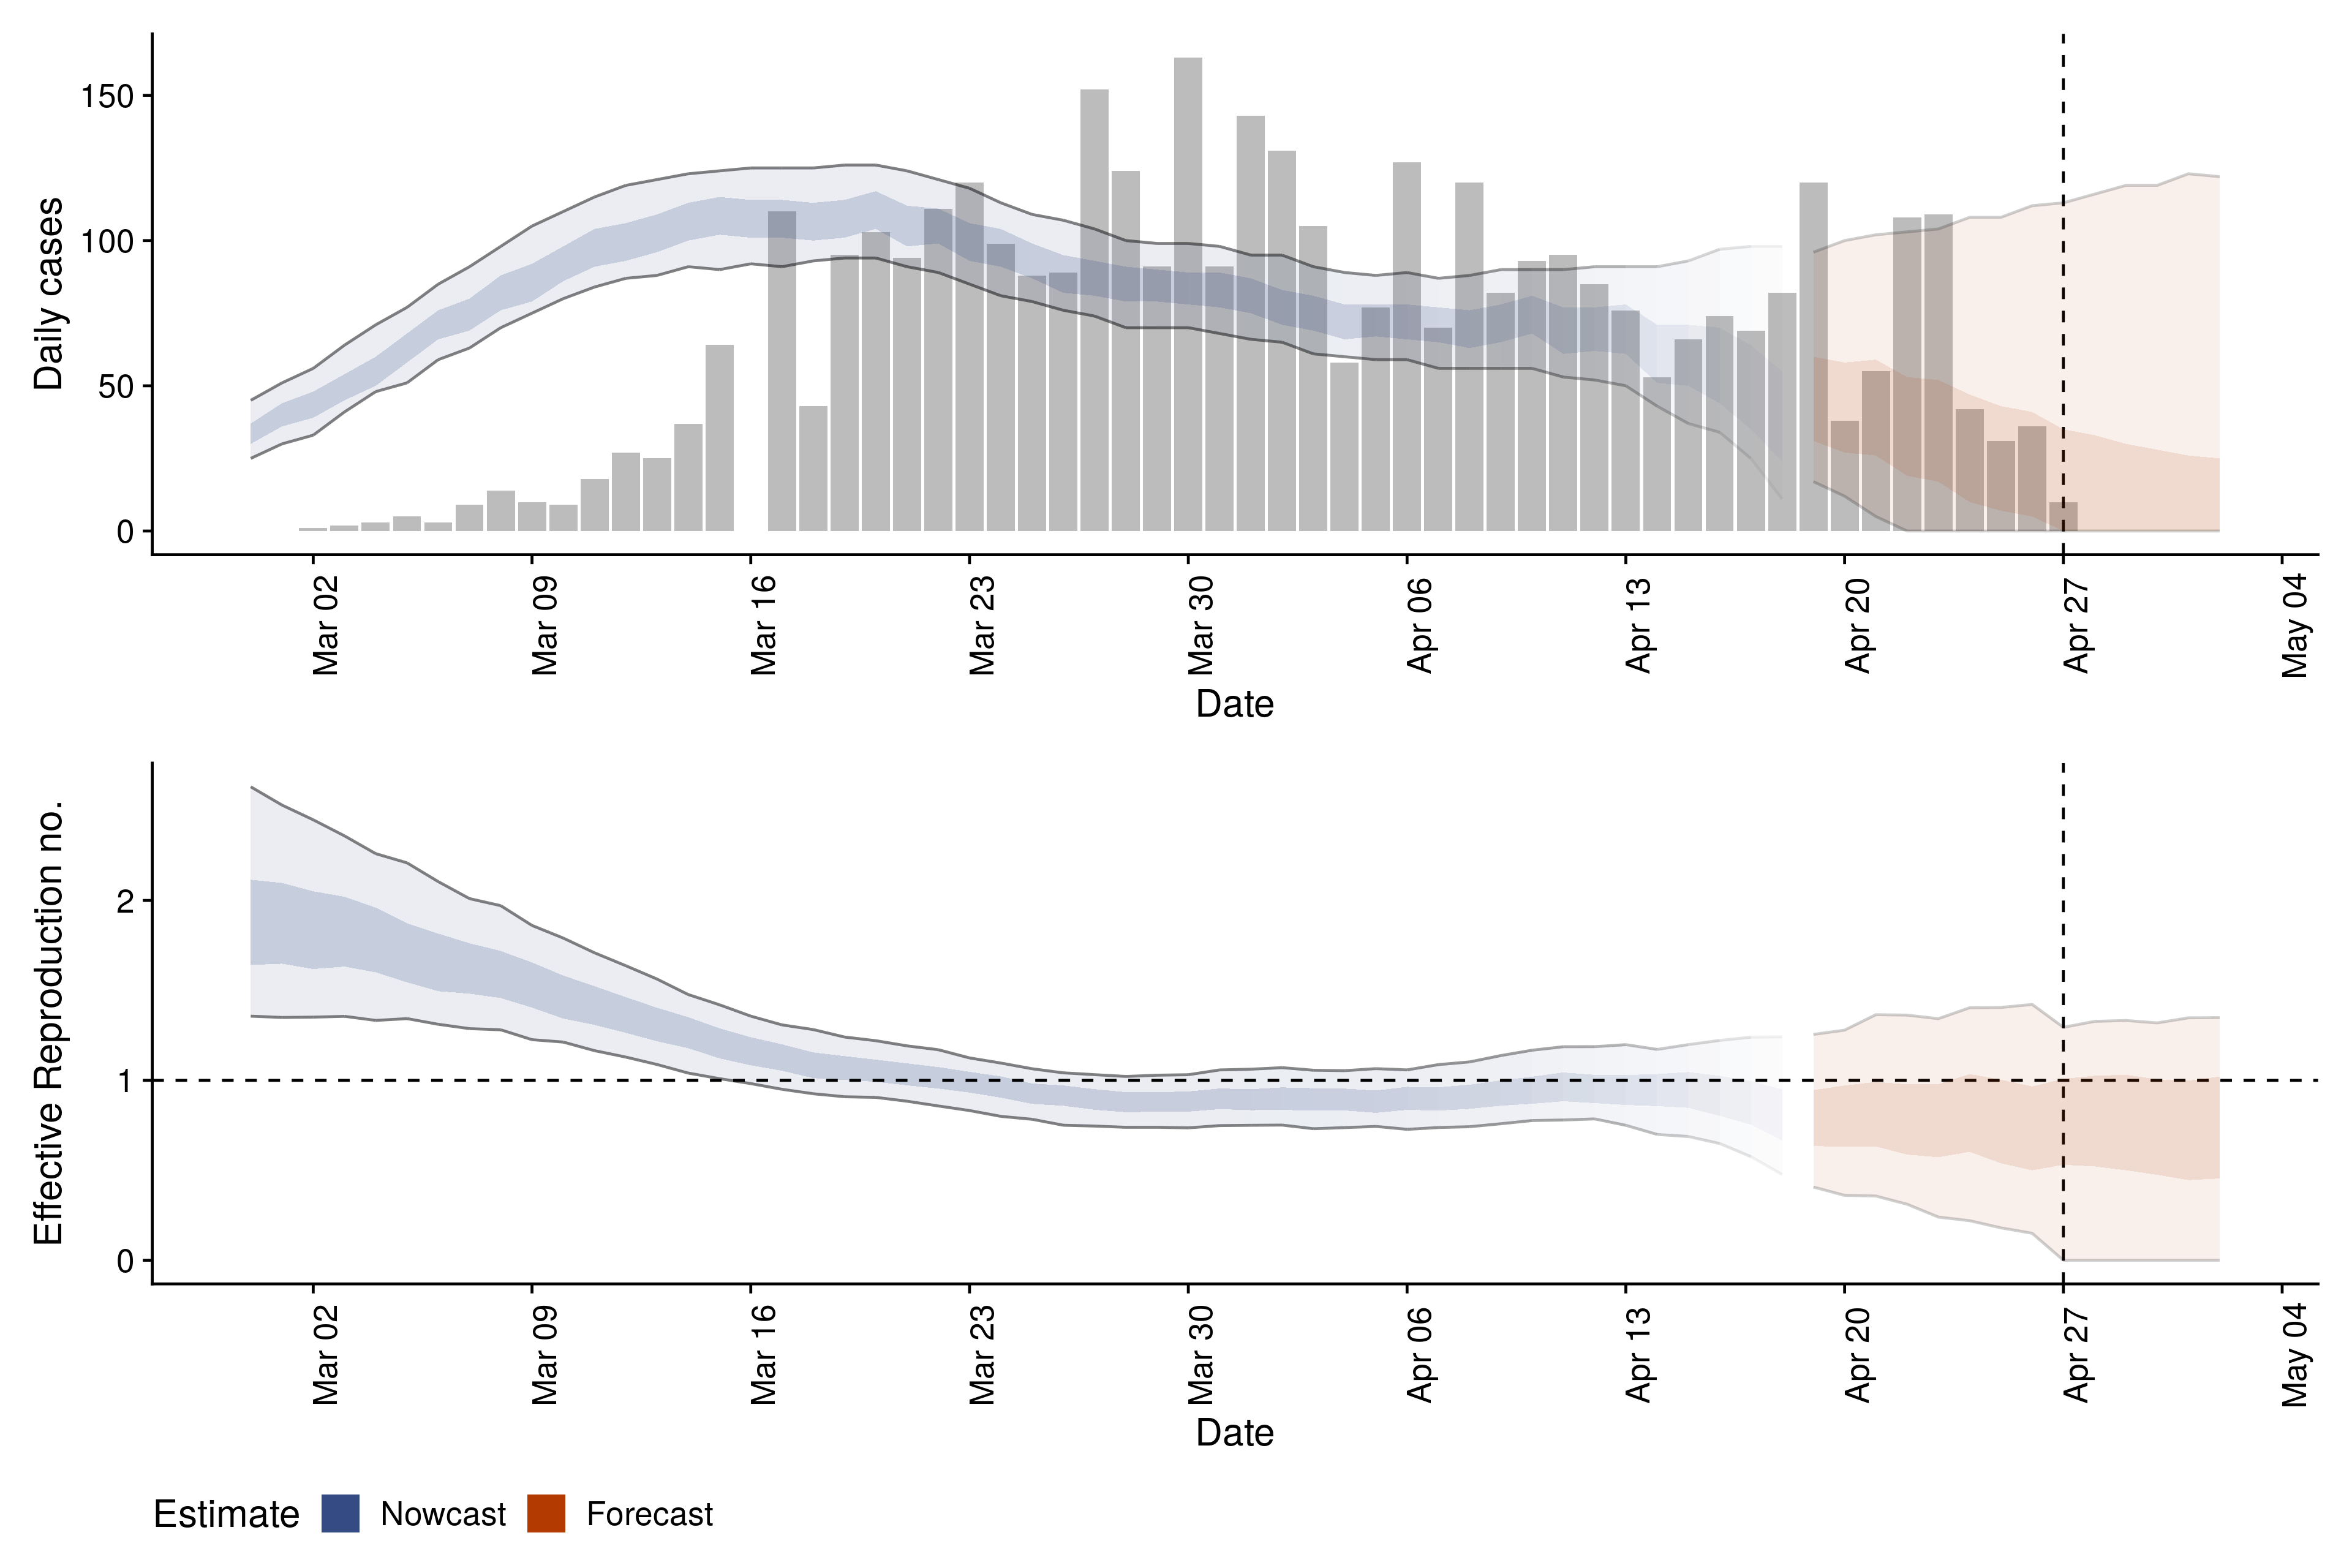 Daily cases
150
100
50
0
Mar 02
Mar 09
Mar 16
Mar 23
Mar 30
Apr 06
Apr 13
Apr 20
Apr 27
May 04
Date
Effective Reproduction no.
2
1
0
Mar 02
Mar 09
Mar 16
Mar 23
Mar 30
Apr 06
Apr 13
Apr 20
Apr 27
May 04
Date
Estimate Nowcast Forecast